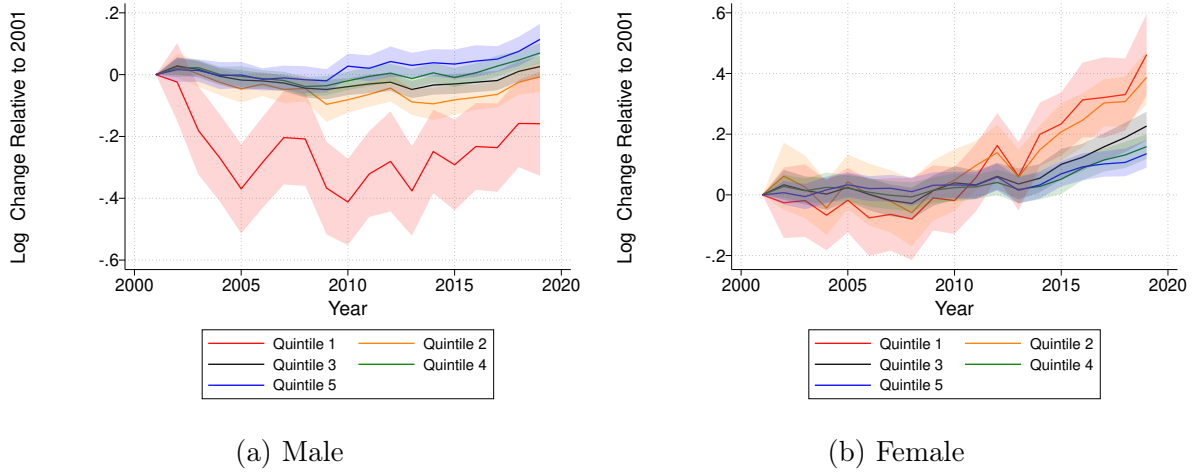 Log Change Relative to 2001
.2
0
-.2
-.4
-.6
2000 2005 2010 2015 2020
Year
Quintile 1 Quintile 2
Quintile 3 Quintile 4
Quintile 5
(a) Male
Log Change Relative to 2001
.6
.4
.2
0
-.2
2000 2005 2010 2015 2020
Year
Quintile 1 Quintile 2
Quintile 3 Quintile 4
Quintile 5
(b) Female